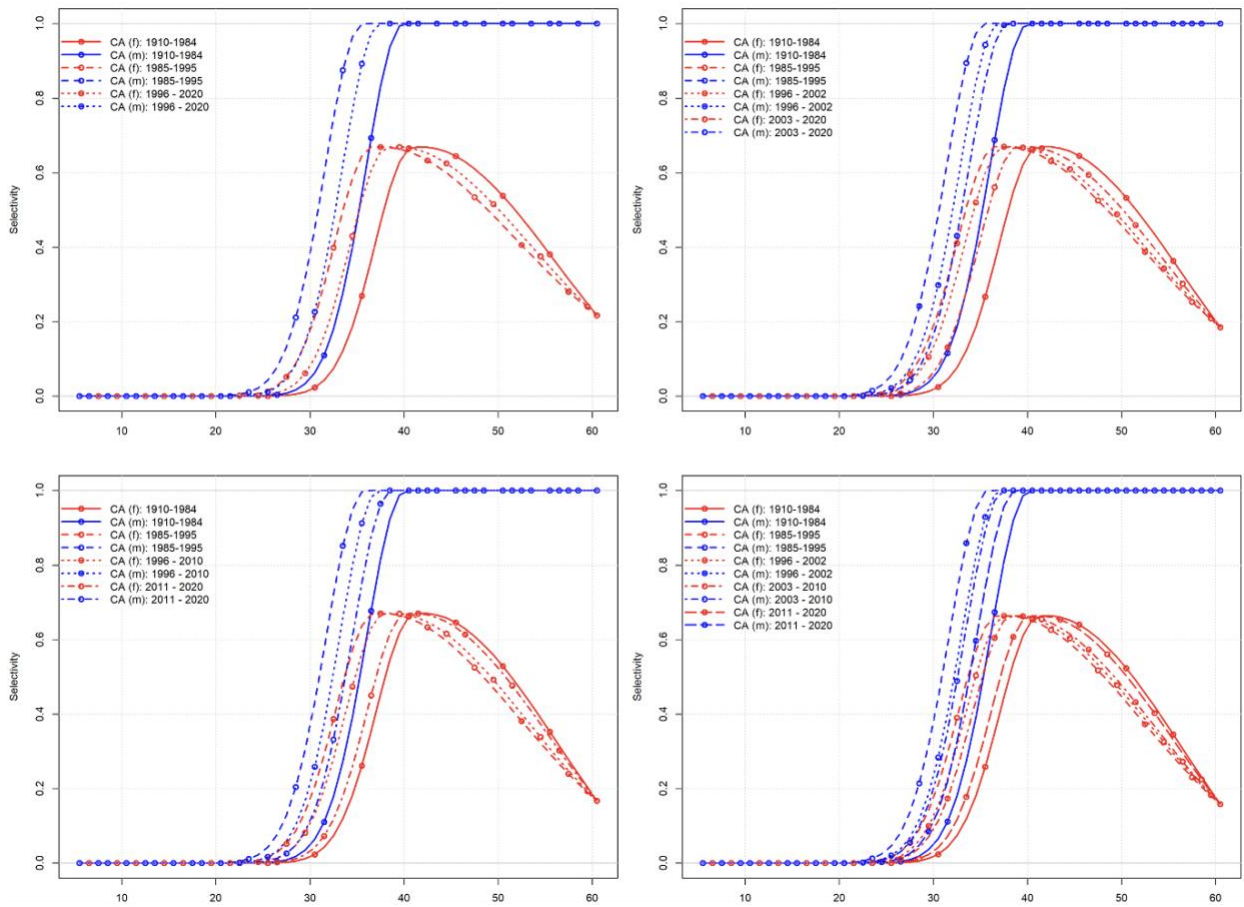 1.0
0.8
0.6
0.4
0.2
0.0
Selectivity
CA (f): 1910-1984
CA (m): 1910-1984
CA (f): 1985-1995
CA (m): 1985-1995
CA (f): 1996 - 2020
CA (m): 1996 - 2020
10 20 30 40 50 60
1.0
0.8
0.6
0.4
0.2
0.0
Selectivity
CA (f): 1910-1984
CA (m): 1910-1984
CA (f): 1985-1995
CA (m): 1985-1995
CA (f): 1996 - 2002
CA (m): 1996 - 2002
CA (f): 2003 - 2020
CA (m): 2003 - 2020
10 20 30 40 50 60
1.0
0.8
0.6
0.4
0.2
0.0
Selectivity
CA (f): 1910-1984
CA (m): 1910-1984
CA (f): 1985-1995
CA (m): 1985-1995
CA (f): 1996 - 2010
CA (m): 1996 - 2010
CA (f): 2011 - 2020
CA (m): 2011 - 2020
10 20 30 40 50 60
1.0
0.8
0.6
0.4
0.2
0.0
Selectivity
CA (f): 1910-1984
CA (m): 1910-1984
CA (f): 1985-1995
CA (m): 1985-1995
CA (f): 1996 - 2002
CA (m): 1996 - 2002
CA (f): 2003 - 2010
CA (m): 2003 - 2010
CA (f): 2011 - 2020
CA (m): 2011 - 2020
10 20 30 40 50 60